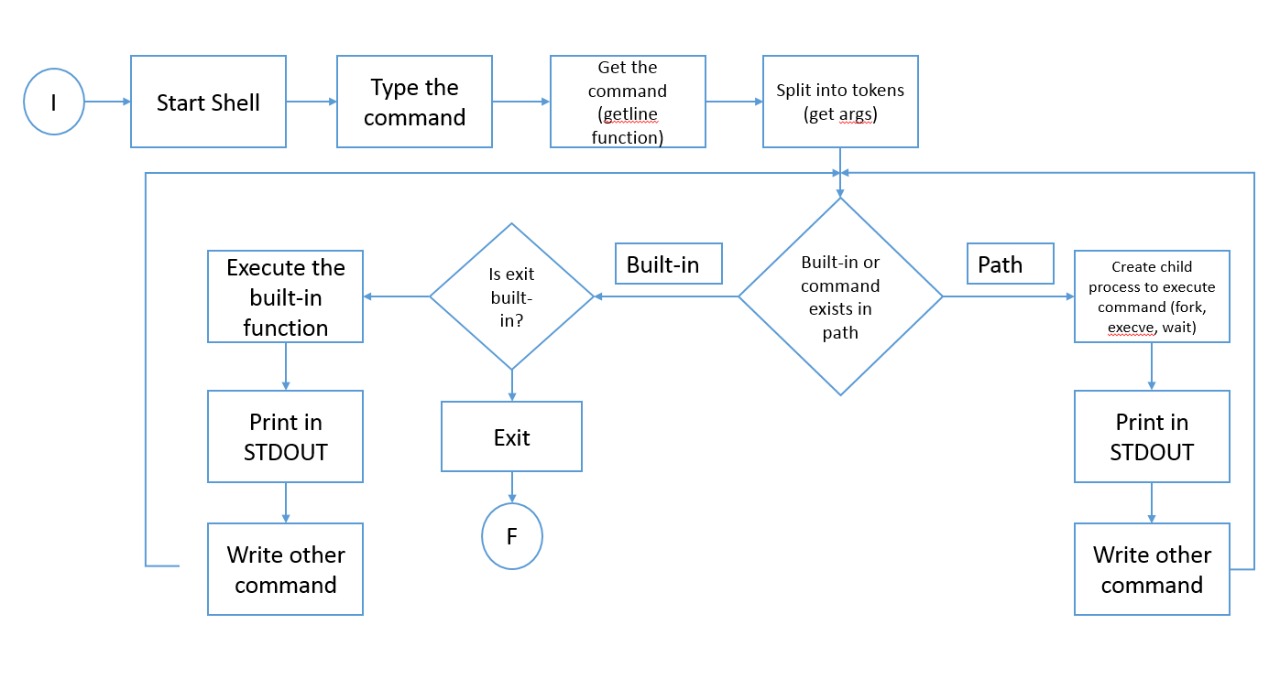 I
Start Shell
Type the
command
Get the
command
(getline
function)
Split into tokens
(get args)
Execute the
built-in
function
Is exit
built-
in?
Built-in
Built-in or
command
exists in
path
Path
Create child
process to execute
command (fork,
execve, wait)
Print in
STDOUT
Exit
Print in
STDOUT
Write other
command
F
Write other
command